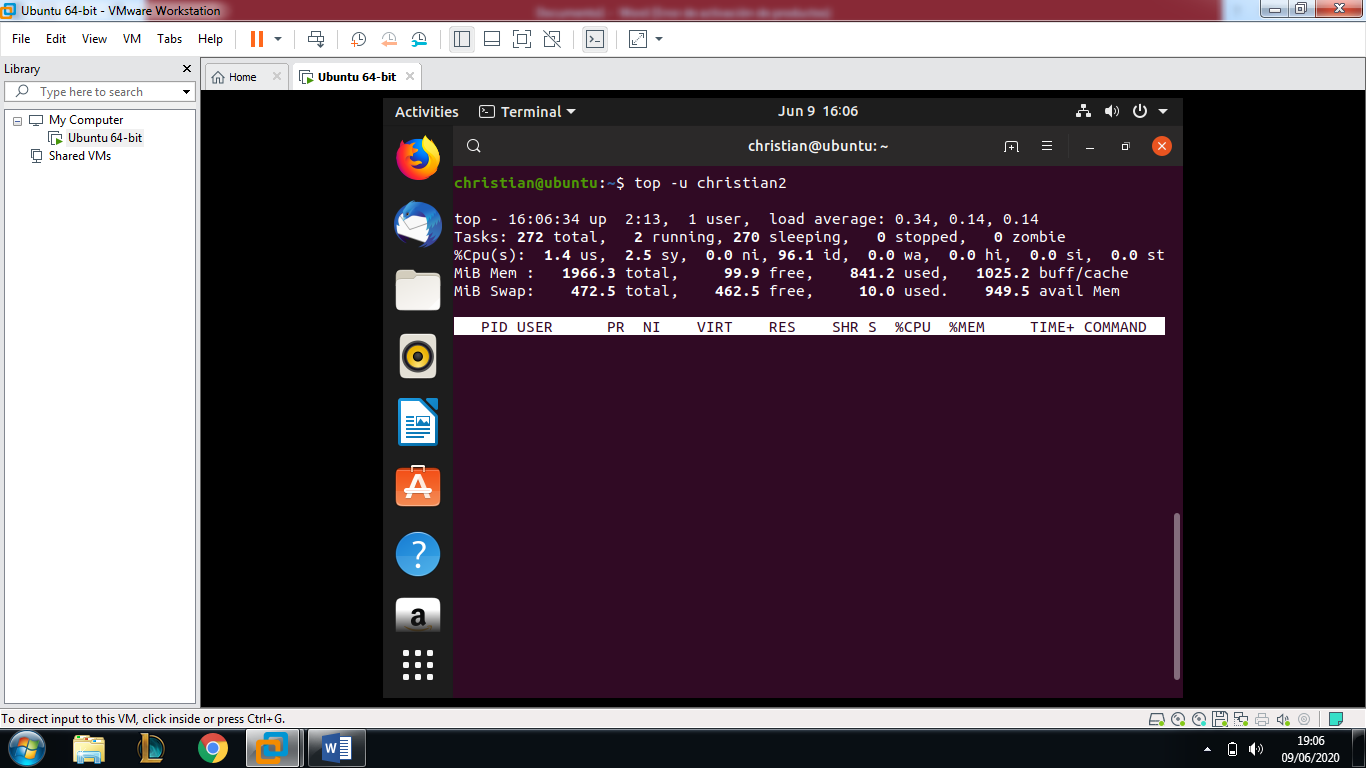 Ubuntu 64-bit - VMware Workstation
Documento1 - Word (Error de activación de productos)
File Edit View VM Tabs Help
Library
Type here to search
My Computer
Ubuntu 64-bit
Shared VMs
Home
Ubuntu 64-bit
Activities Terminal Jun 9 16:06
christian@ubuntu: ~
christian@ubuntu:~$ top -u christian2
top - 16:06:34 up  2:13,  1 user,  load average: 0.34, 0.14, 0.14
Tasks: 272 total,   2 running, 270 sleeping,   0 stopped,   0 zombie
%Cpu(s):  1.4 us,  2.5 sy,  0.0 ni, 96.1 id,  0.0 wa,  0.0 hi,  0.0 si,  0.0 st
MiB Mem :   1966.3 total,     99.9 free,    841.2 used,   1025.2 buff/cache
MiB Swap:    472.5 total,    462.5 free,     10.0 used.    949.5 avail Mem
PID USER      PR  NI    VIRT    RES    SHR S  %CPU  %MEM     TIME+ COMMAND
a
To direct input to this VM, click inside or press Ctrl+G.
19:06
09/06/2020